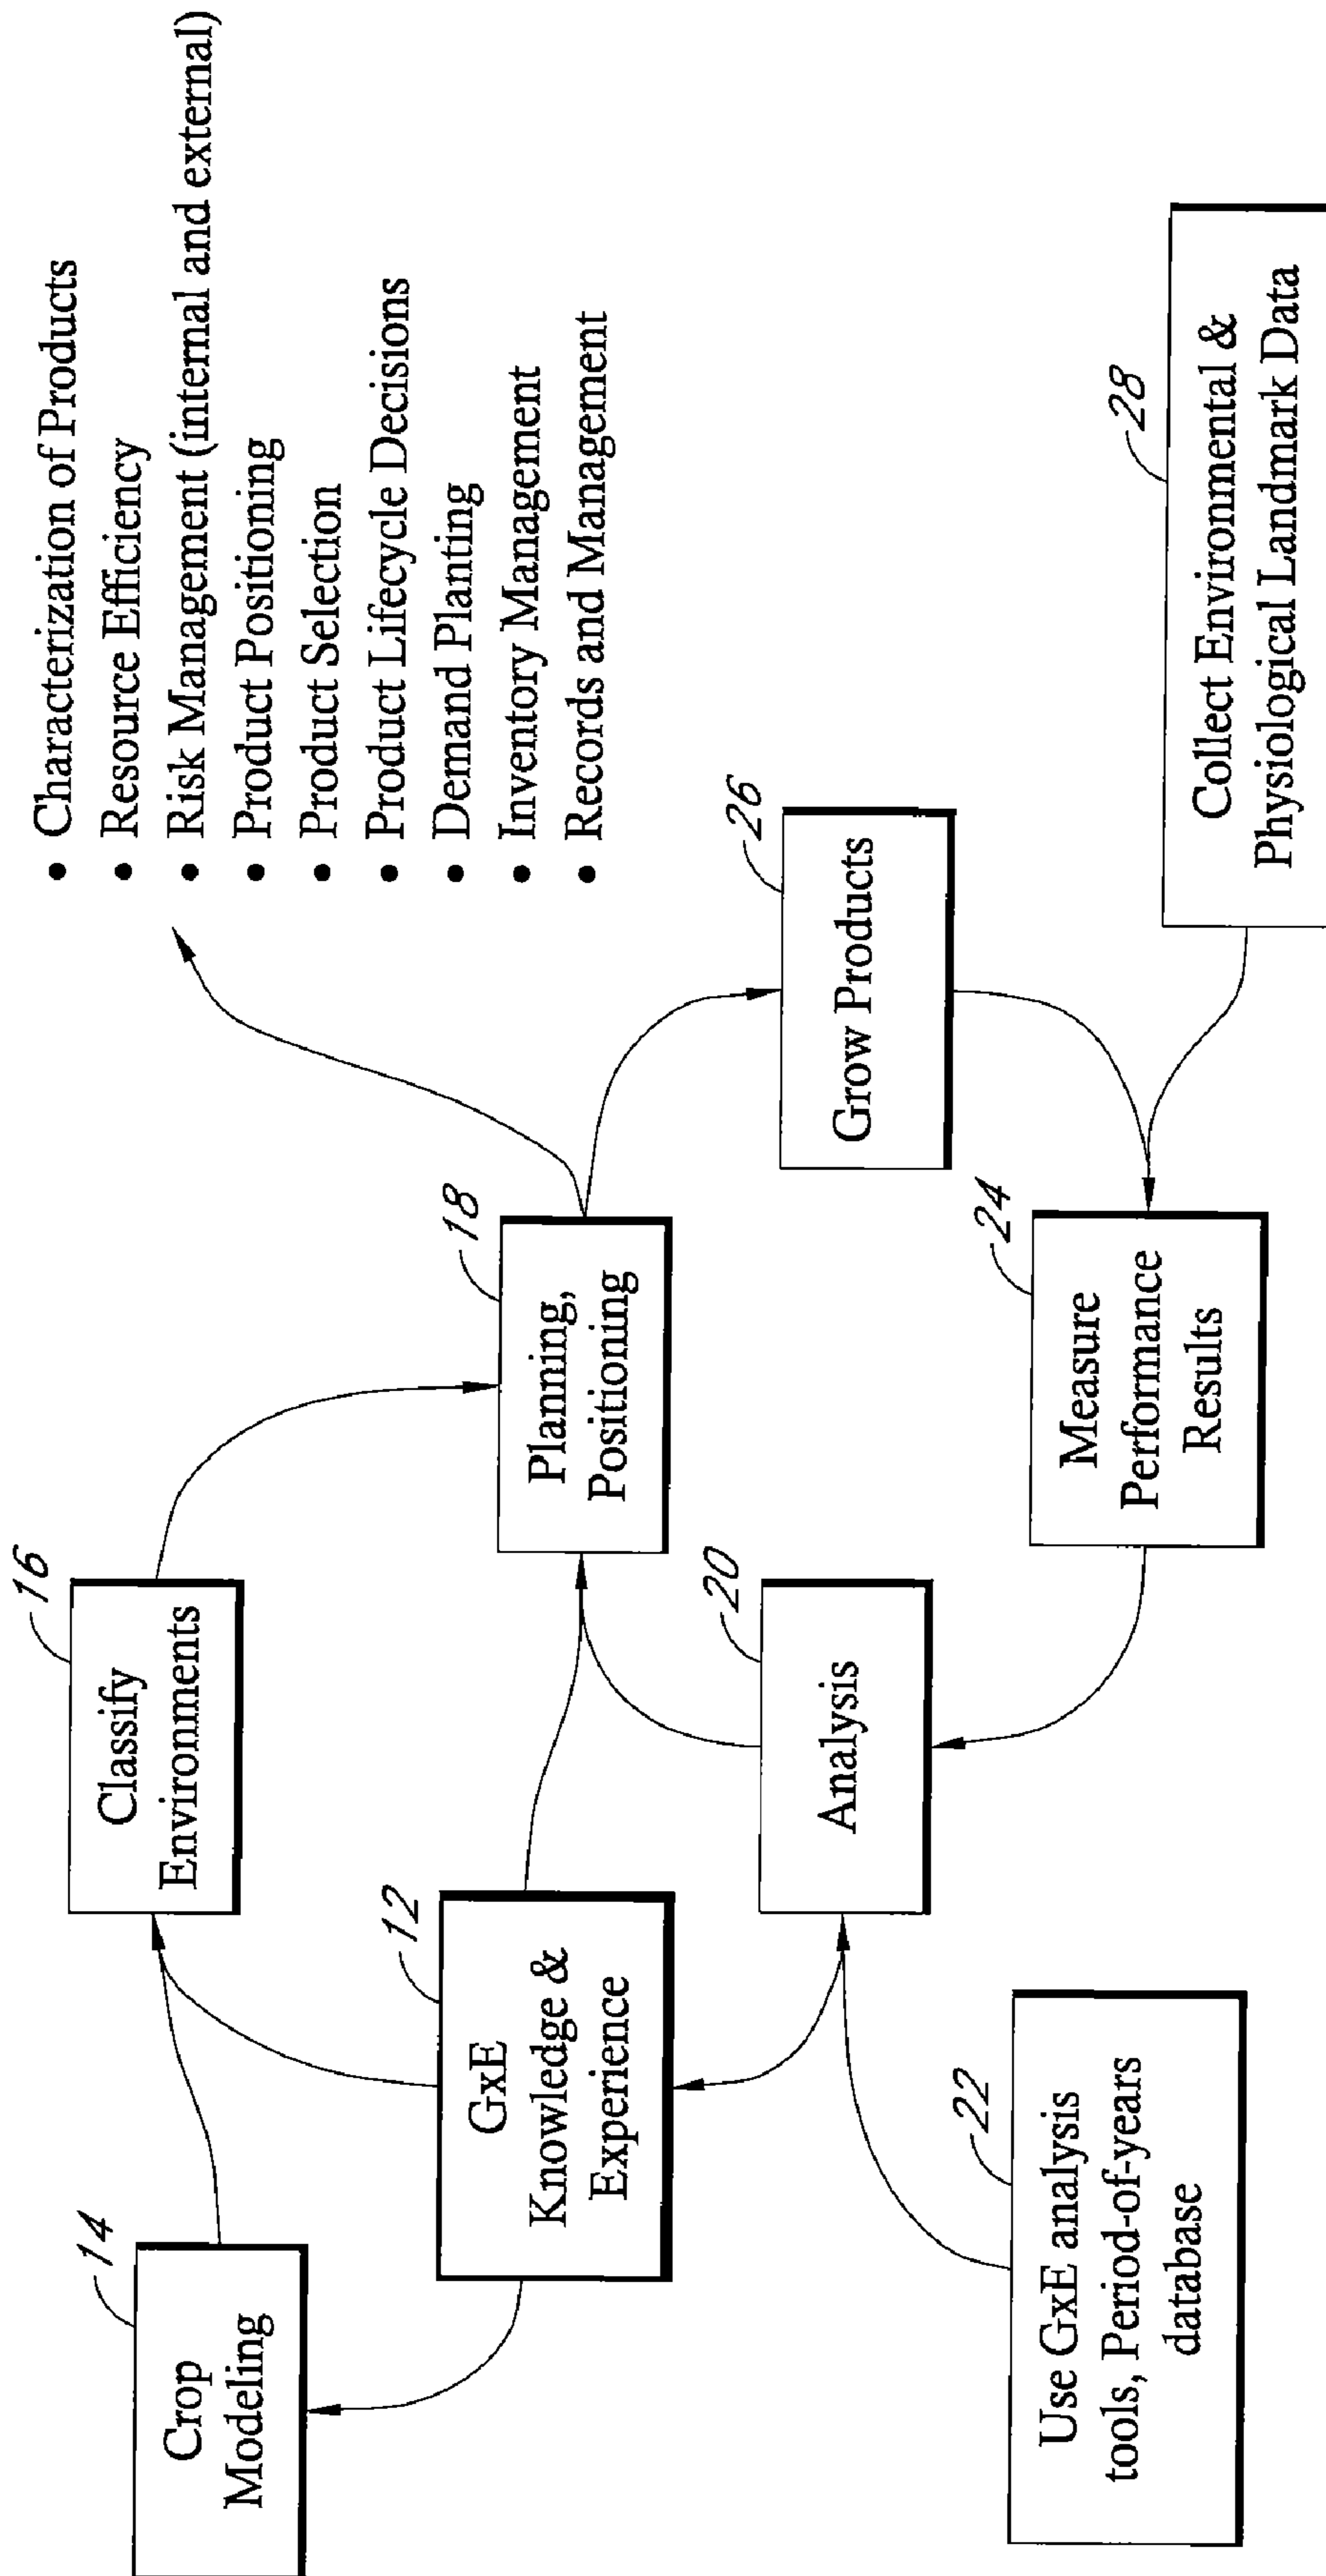 14
Crop
Modeling
16
Classify
Environments
• Characterization of Products
• Resource Efficiency
• Risk Management (internal and external)
• Product Positioning
• Product Selection
• Product Lifecycle Decisions
• Demand Planting
• Inventory Management
• Records and Management
12
GxE
Knowledge &
Experience
18
Planning,
Positioning
20
Analysis
26
Grow Products
22
Use GxE analysis
tools, Period-of-years
database
24
Measure
Performance
Results
28
Collect Environmental &
Physiological Landmark Data